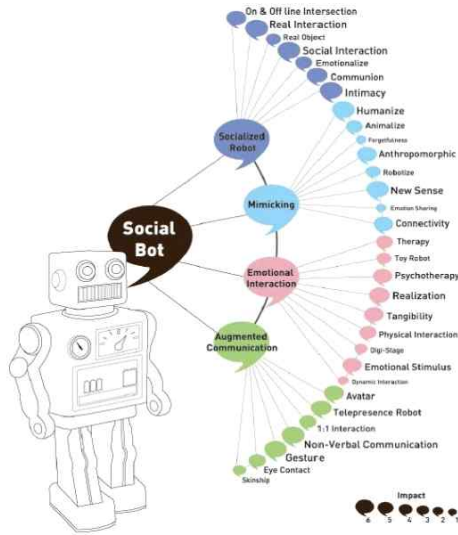 On & Off line Intersection
Real Interaction
Real Object
Social Interaction
Emotionalize
Communion
Intimacy
Humanize
Animalize
Forgetfulness
Anthropomorphic
Robotize
New Sense
Emotion Sharing
Connectivity
Therapy
Toy Robot
Psychotherapy
Realization
Tangibility
Physical Interaction
Digi-Stage
Emotional Stimulus
Dynamic Interaction
Avatar
Telepresence Robot
1:1 Interaction
Non-Verbal Communication
Gesture
Eye Contact
Skinship
Socialized
Robot
Mimicking
Emotional
Interaction
Augmented
Communication
Social
Bot
Impact
6 5 4 3 2 1